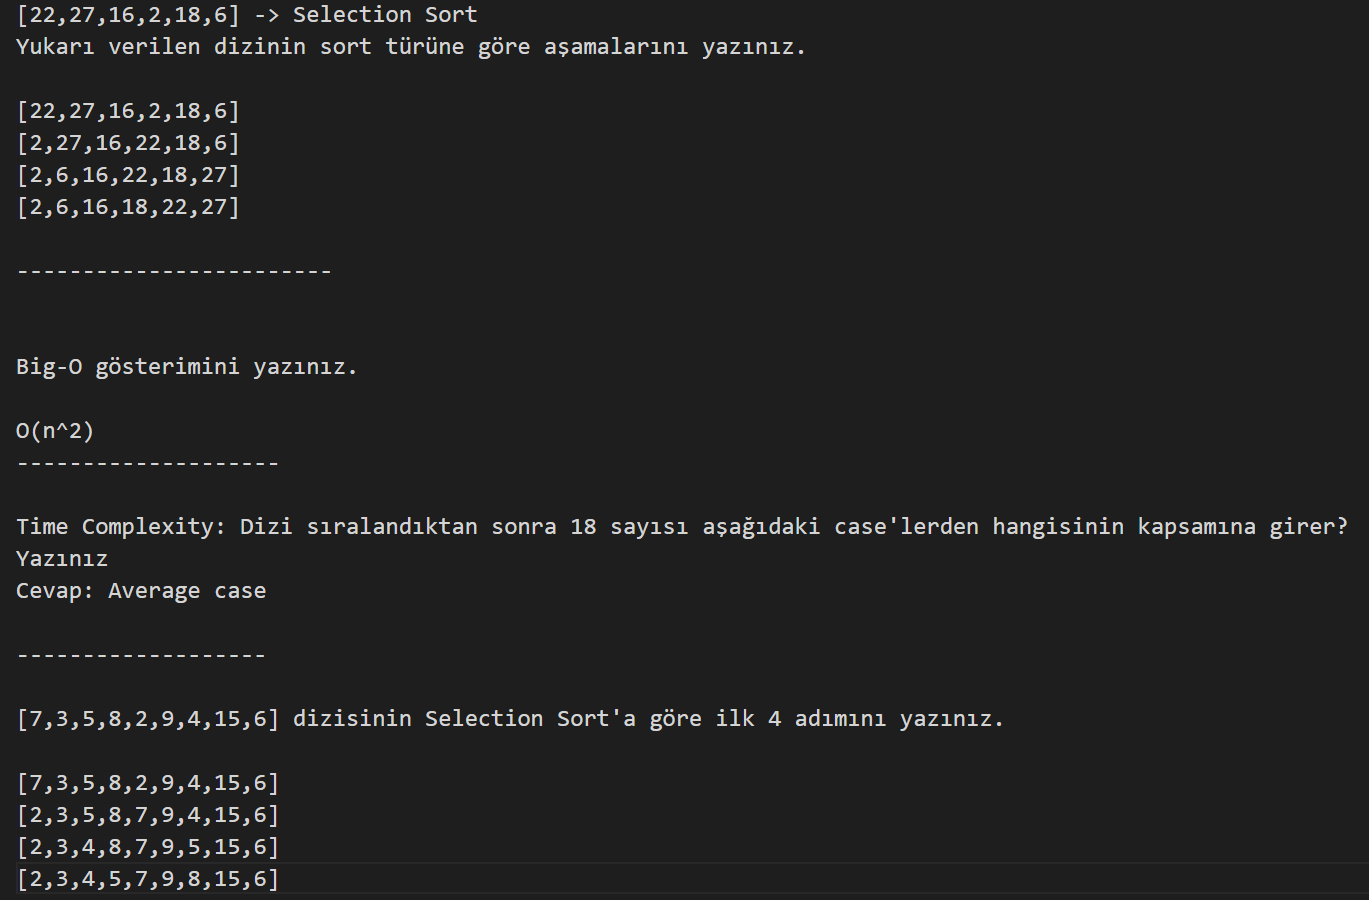 [22,27,16,2,18,6] -> Selection Sort
Yukarı verilen dizinin sort türüne göre aşamalarını yazınız.
[22,27,16,2,18,6]
[2,27,16,22,18,6]
[2,6,16,22,18,27]
[2,6,16,18,22,27]
------------------------
Big-O gösterimini yazınız.
O(n^2)
--------------------
Time Complexity: Dizi sıralandıktan sonra 18 sayısı aşağıdaki case'lerden hangisinin kapsamına girer?
Yazınız
Cevap: Average case
-------------------
[7,3,5,8,2,9,4,15,6] dizisinin Selection Sort'a göre ilk 4 adımını yazınız.
[7,3,5,8,2,9,4,15,6]
[2,3,5,8,7,9,4,15,6]
[2,3,4,8,7,9,5,15,6]
[2,3,4,5,7,9,8,15,6]